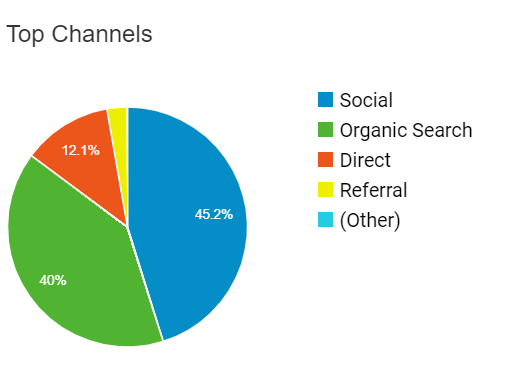 Top Channels
Social
Organic Search
Direct
Referral
(Other)
12.1%
45.2%
40%